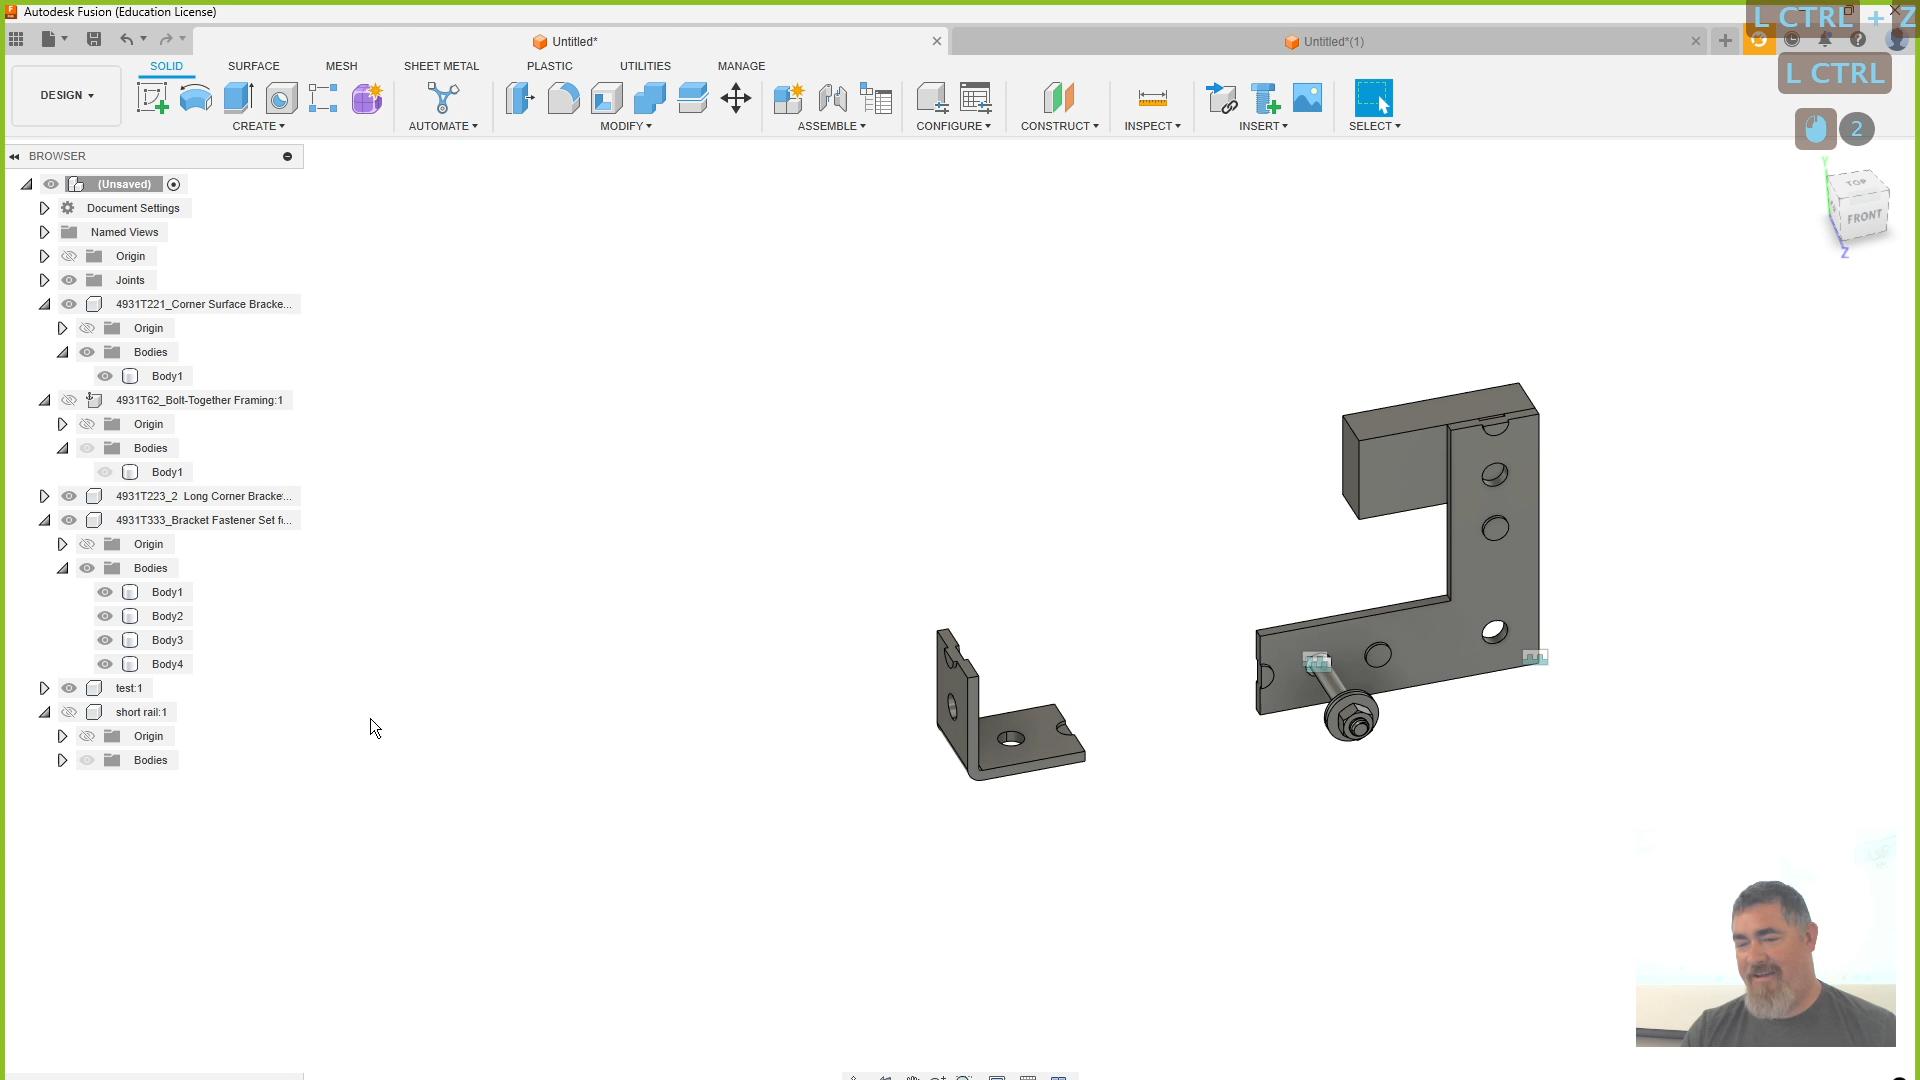 Autodesk Fusion (Education License)
L CTRL + Z
Untitled*
Untitled*(1)
L CTRL
2
DESIGN
SOLID
SURFACE
MESH
SHEET METAL
PLASTIC
UTILITIES
MANAGE
CREATE
AUTOMATE
MODIFY
ASSEMBLE
CONFIGURE
CONSTRUCT
INSPECT
INSERT
SELECT
BROWSER
(Unsaved)
Document Settings
Named Views
Origin
Joints
4931T221_Corner Surface Bracke...
Origin
Bodies
Body1
4931T62_Bolt-Together Framing:1
Origin
Bodies
Body1
4931T223_2 Long Corner Bracke...
4931T333_Bracket Fastener Set f...
Origin
Bodies
Body1
Body2
Body3
Body4
test:1
short rail:1
Origin
Bodies
Y
TOP
FRONT
Z